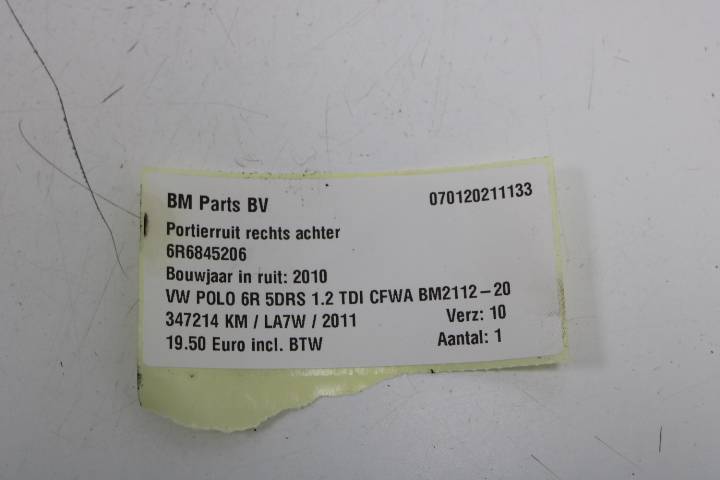 BM Parts BV 070120211133
Portierruit rechts achter
6R6845206
Bouwjaar in ruit: 2010
VW POLO 6R 5DRS 1.2 TDI CFWA BM2112-20
347214 KM / LA7W / 2011 Verz: 10
19.50 Euro incl. BTW Aantal: 1